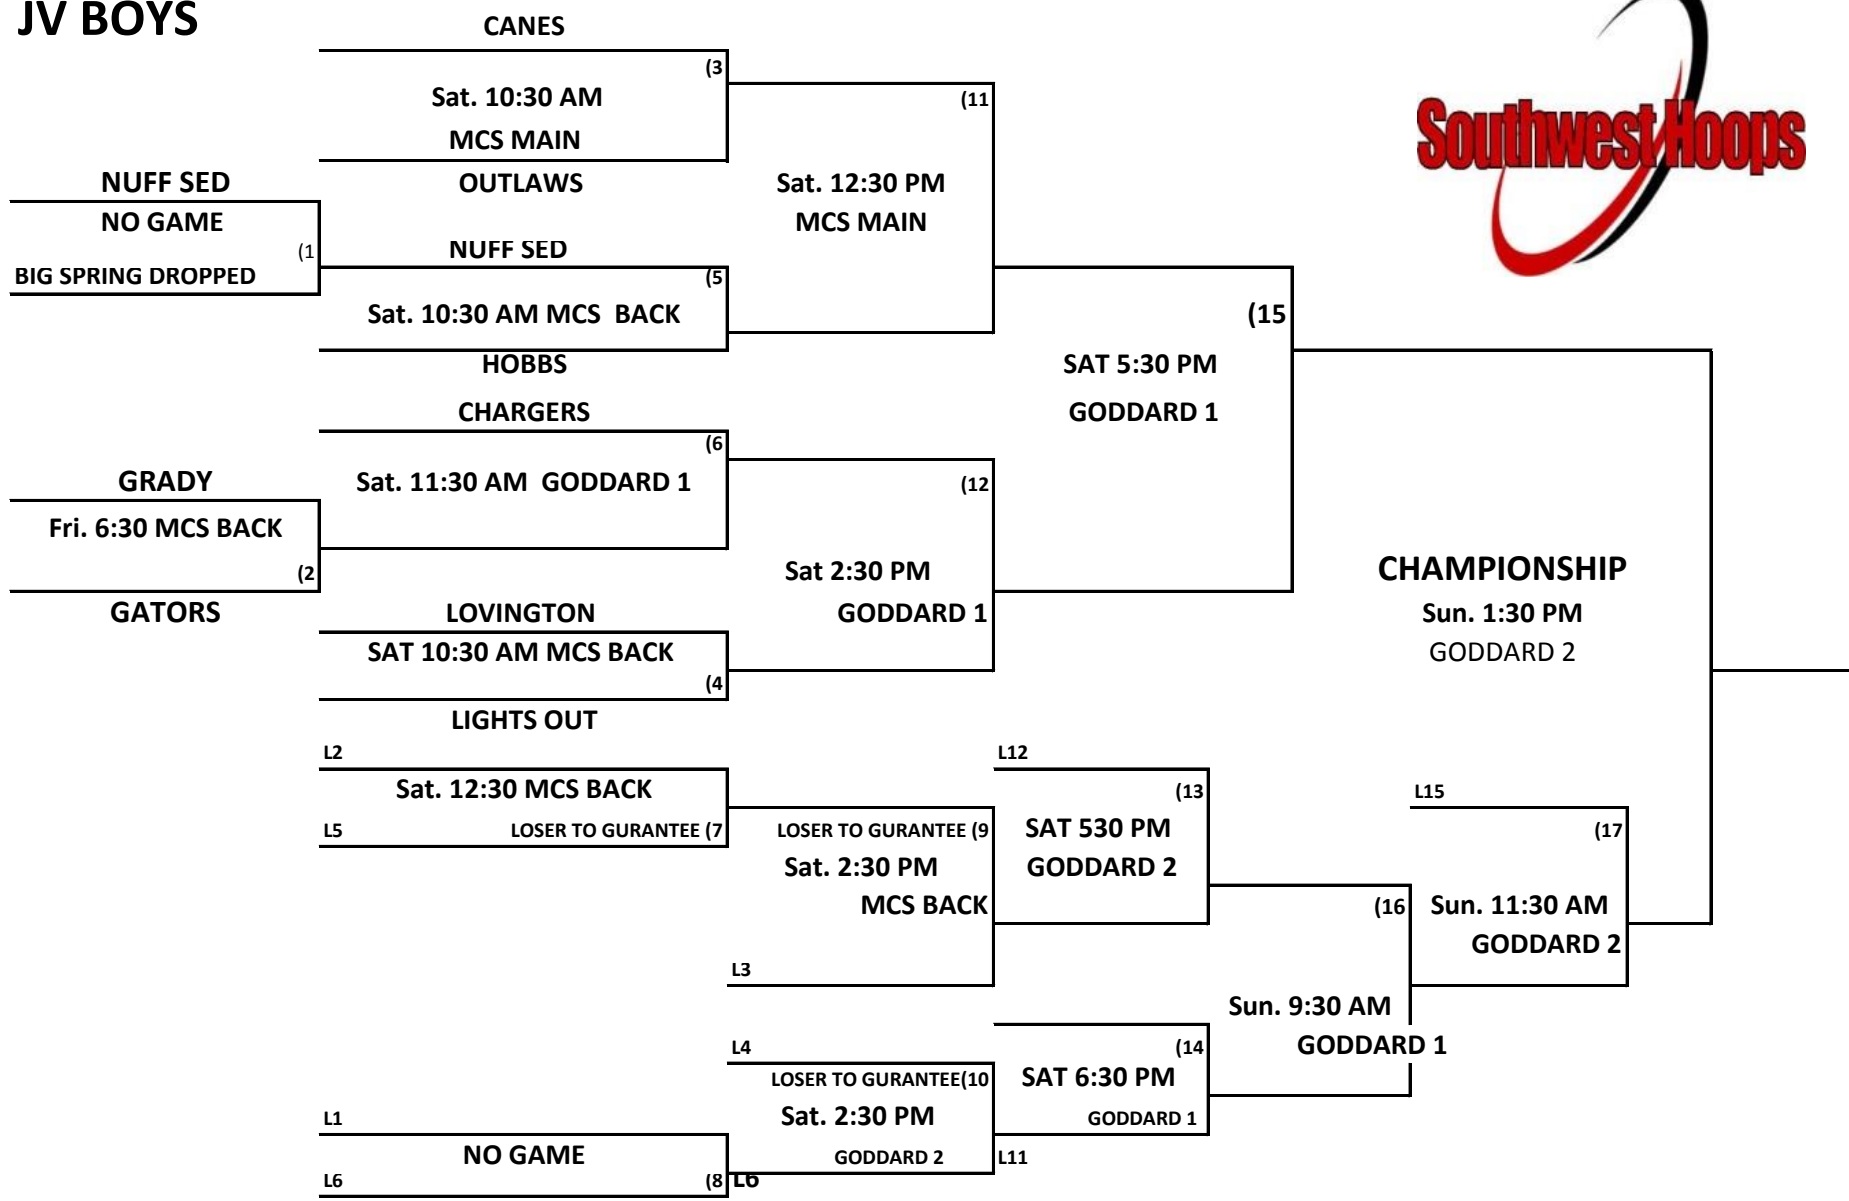 JV BOYS
CANES
(3
Sat. 10:30 AM
MCS MAIN
OUTLAWS
(11
Sat. 12:30 PM
MCS MAIN
Southwest Hoops
NUFF SED
NO GAME
(1
BIG SPRING DROPPED
NUFF SED
(5
Sat. 10:30 AM MCS  BACK
HOBBS
(15
SAT 5:30 PM
GODDARD 1
CHARGERS
(6
Sat. 11:30 AM  GODDARD 1
GRADY
Fri. 6:30 MCS BACK
(2
GATORS
(12
Sat 2:30 PM
GODDARD 1
LOVINGTON
SAT 10:30 AM MCS BACK
(4
LIGHTS OUT
CHAMPIONSHIP
Sun. 1:30 PM
GODDARD 2
L2
Sat. 12:30 MCS BACK
L5 LOSER TO GURANTEE (7
LOSER TO GURANTEE (9
Sat. 2:30 PM
MCS BACK
L3
L12
(13
SAT 530 PM
GODDARD 2
L15
(17
Sun. 11:30 AM
GODDARD 2
(16
Sun. 9:30 AM
GODDARD 1
L4
LOSER TO GURANTEE(10
Sat. 2:30 PM
GODDARD 2
(14
SAT 6:30 PM
GODDARD 1
L11
L1
NO GAME
L6 (8 L6